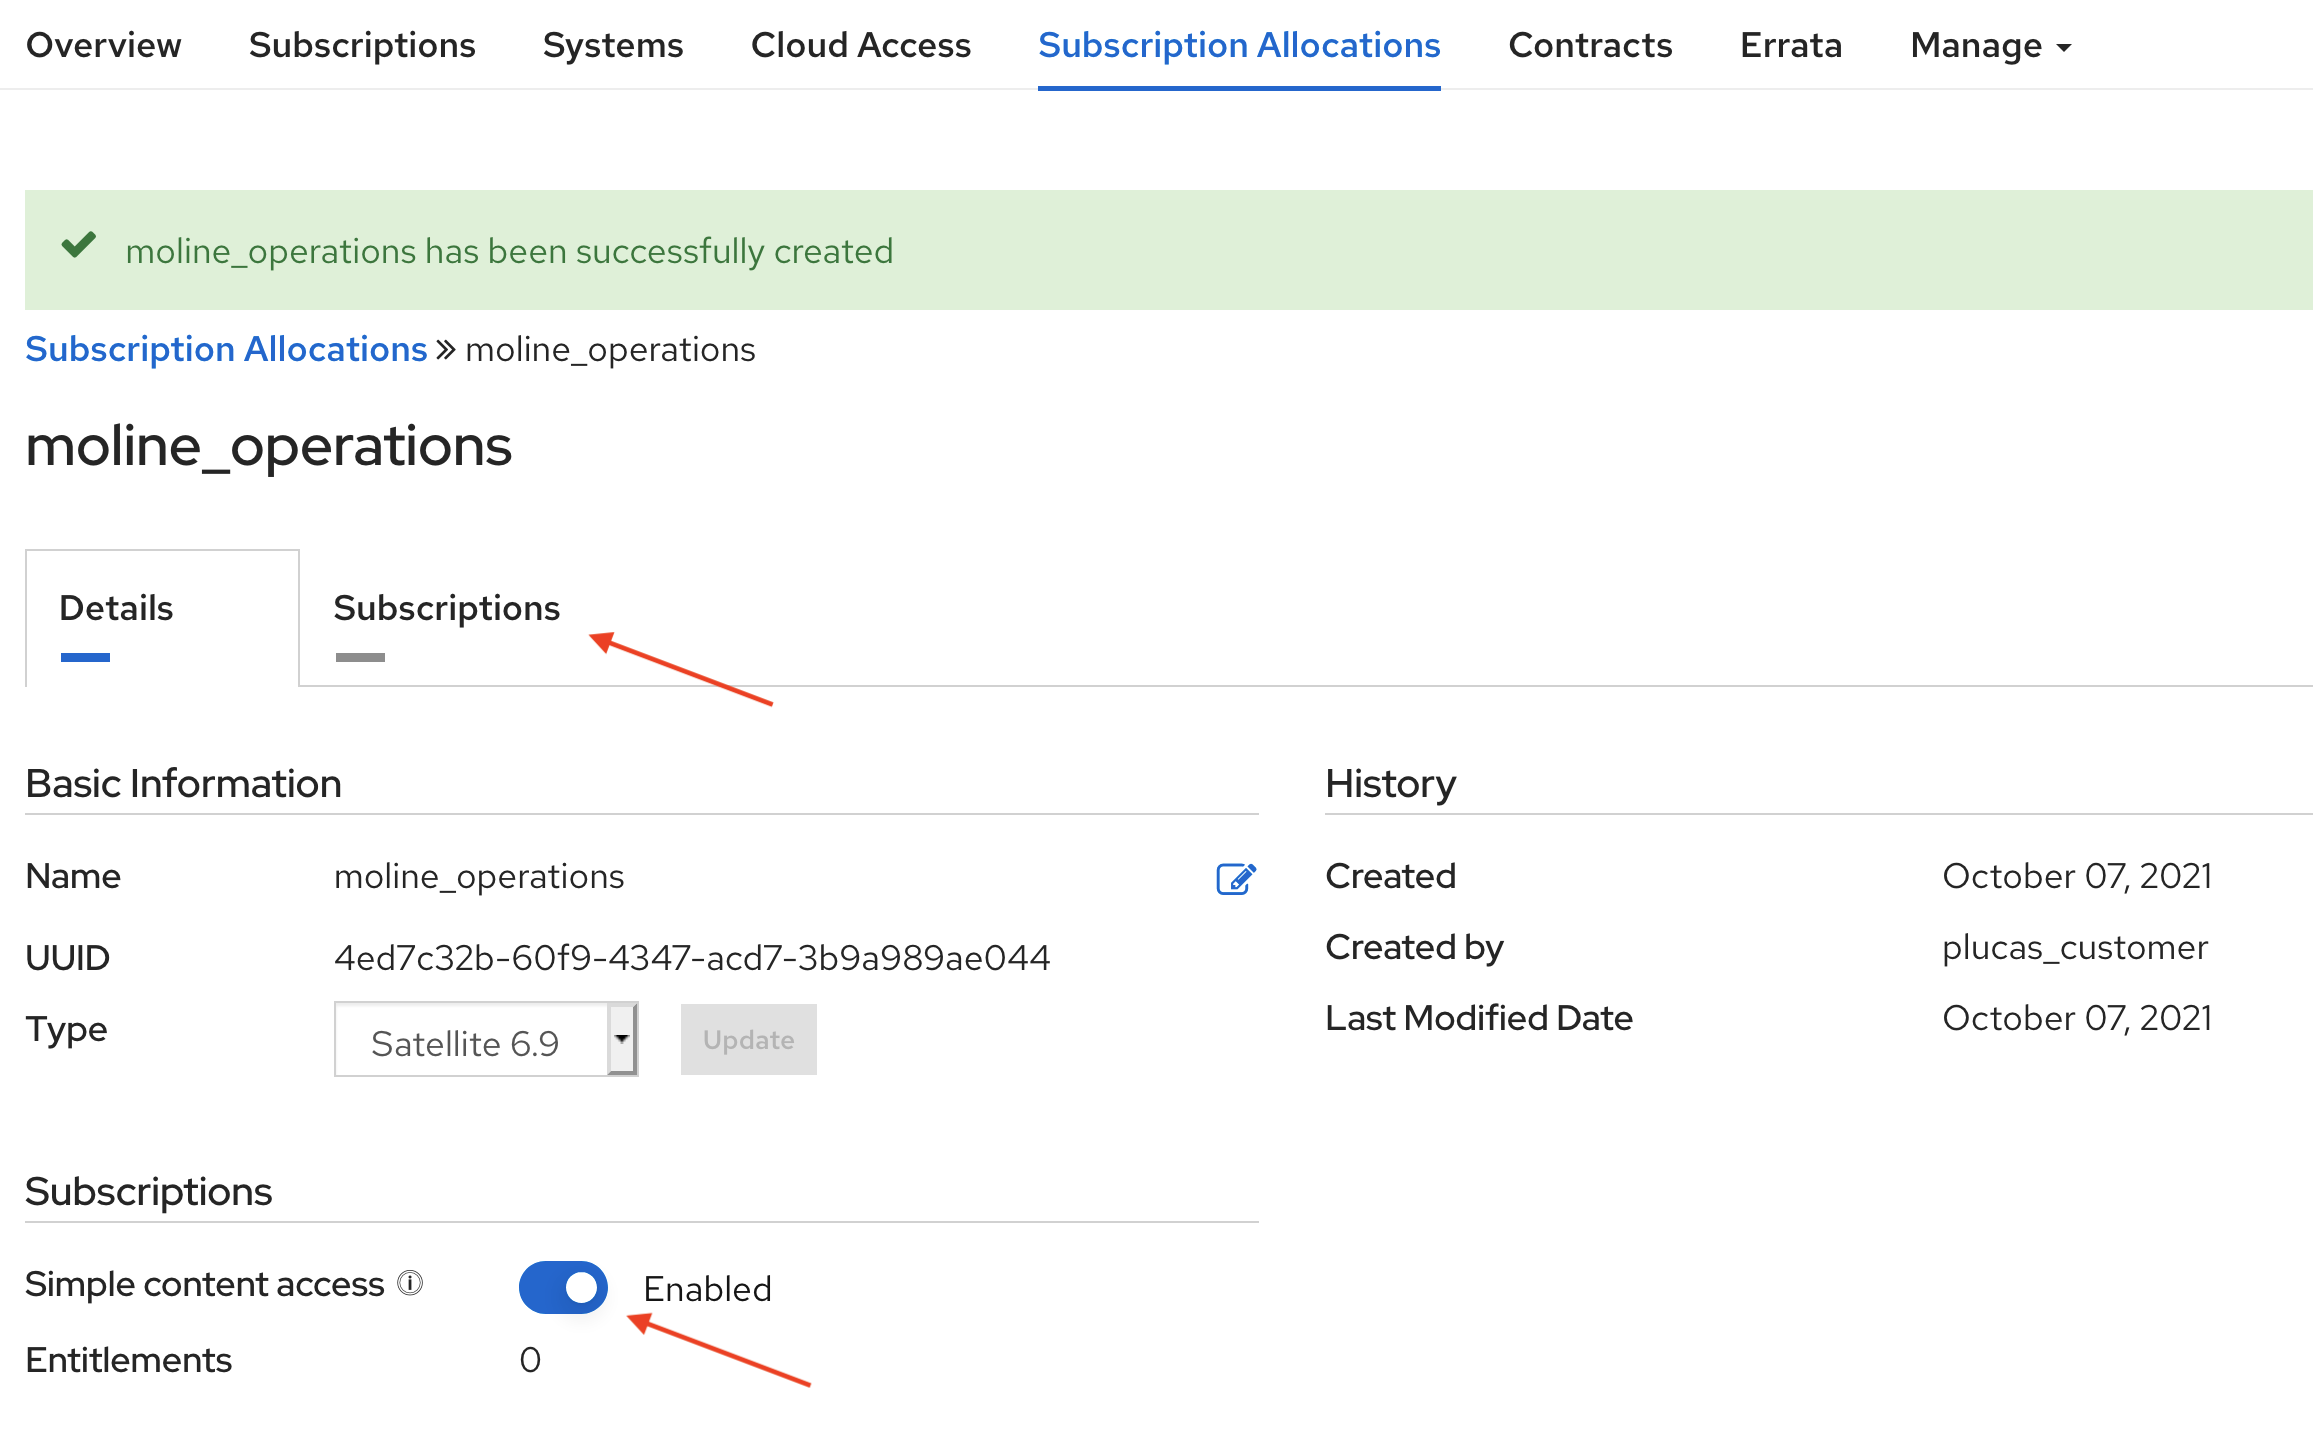 Overview Subscriptions Systems Cloud Access Subscription Allocations Contracts Errata Manage
moline_operations has been successfully created
Subscription Allocations » moline_operations
moline_operations
Details Subscriptions
Basic Information
Name moline_operations
UUID 4ed7c32b-60f9-4347-acd7-3b9a989ae044
Type Satellite 6.9 Update
History
Created October 07, 2021
Created by plucas_customer
Last Modified Date October 07, 2021
Subscriptions
Simple content access Enabled
Entitlements 0